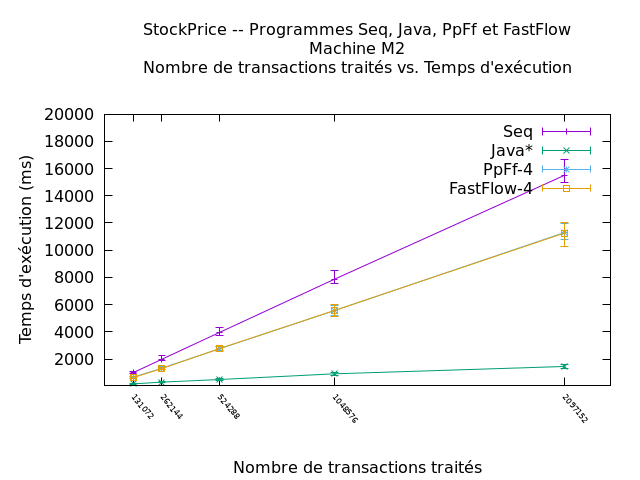 StockPrice -- Programmes Seq, Java, PpFf et FastFlow
Machine M2
Nombre de transactions traités vs. Temps d'exécution
20000
18000
16000
14000
12000
10000
8000
6000
4000
2000
Temps d'exécution (ms)
Seq
Java*
PpFf-4
FastFlow-4
131072
262144
524288
1048576
2097152
Nombre de transactions traités